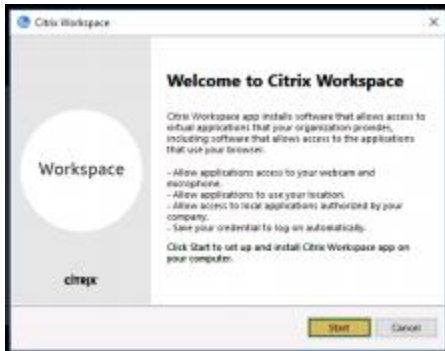 Citrix Workspace
Welcome to Citrix Workspace
Citrix Workspace app installs software that allows access to
virtual applications that your organization provides,
including software that allows access to the applications
that use your browser.
- Allow applications access to your webcam and
microphone.
- Allow applications to use your location.
- Allow access to local applications authorized by your
company.
- Save your credential to log on automatically.
Click Start to set up and install Citrix Workspace app on
your computer.
Workspace
citrix
Start
Cancel